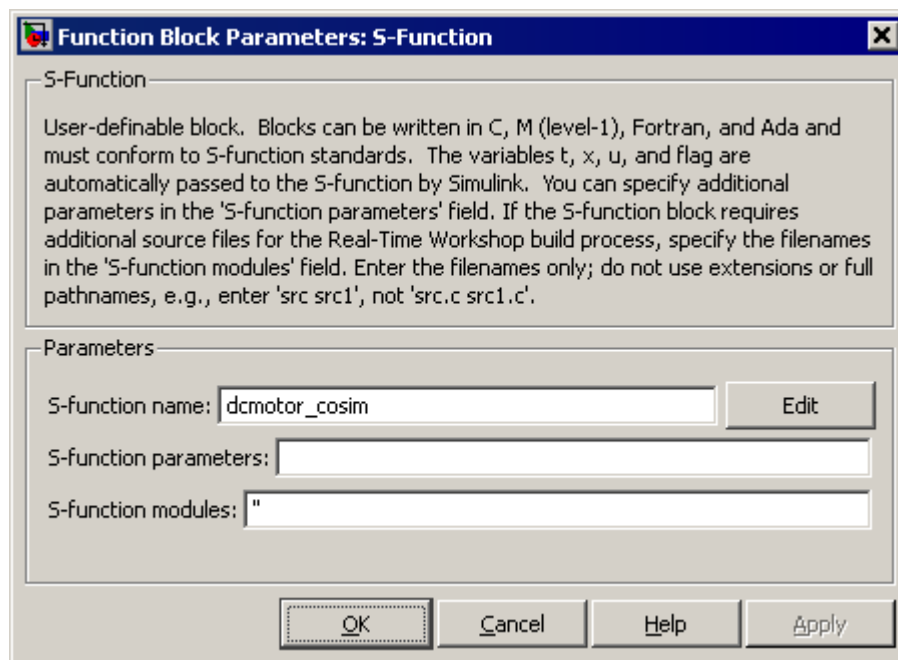 Function Block Parameters: S-Function
S-Function
User-definable block.  Blocks can be written in C, M (level-1), Fortran, and Ada and
must conform to S-function standards.  The variables t, x, u, and flag are
automatically passed to the S-function by Simulink.  You can specify additional
parameters in the 'S-function parameters' field. If the S-function block requires
additional source files for the Real-Time Workshop build process, specify the filenames
in the 'S-function modules' field. Enter the filenames only; do not use extensions or full
pathnames, e.g., enter 'src src1', not 'src.c src1.c'.
Parameters
S-function name: dcmotor_cosim Edit
S-function parameters:
S-function modules: ''
OK Cancel Help Apply